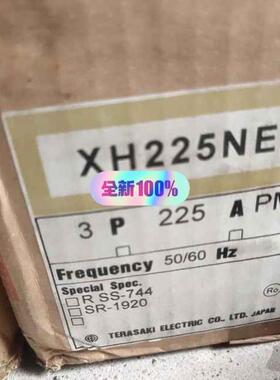 XH225NE
全新100%
3 P 225 A PM
Frequency 50/60 Hz
Special Spec.
R SS-744
SR-1920
TERASAKI ELECTRIC CO., LTD. JAPAN